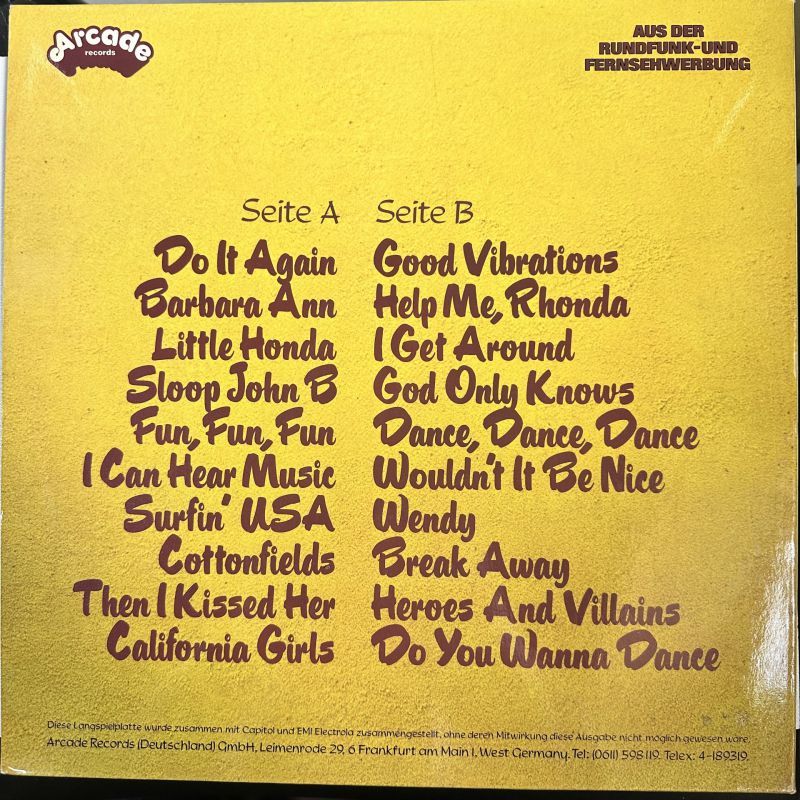 Arcade
records
AUS DER
RUNDFUNK-UND
FERNSEHWERBUNG
Seite A
Do It Again
Barbara Ann
Little Honda
Sloop John B
Fun, Fun, Fun
I Can Hear Music
Surfin' USA
Cottonfields
Then I Kissed Her
California Girls
Seite B
Good Vibrations
Help Me, Rhonda
I Get Around
God Only Knows
Dance, Dance, Dance
Wouldn't It Be Nice
Wendy
Break Away
Heroes And Villains
Do You Wanna Dance
Diese Langspielplatte wurde zusammen mit Capitol und EMI Electrola zusammengestellt, ohne deren Mitwirkung diese Ausgabe nicht möglich gewesen wäre.
Arcade Records (Deutschland) GmbH, Leimenrode 29, 6 Frankfurt am Main 1, West Germany. Tel: (0611) 598119. Telex: 4-189319.